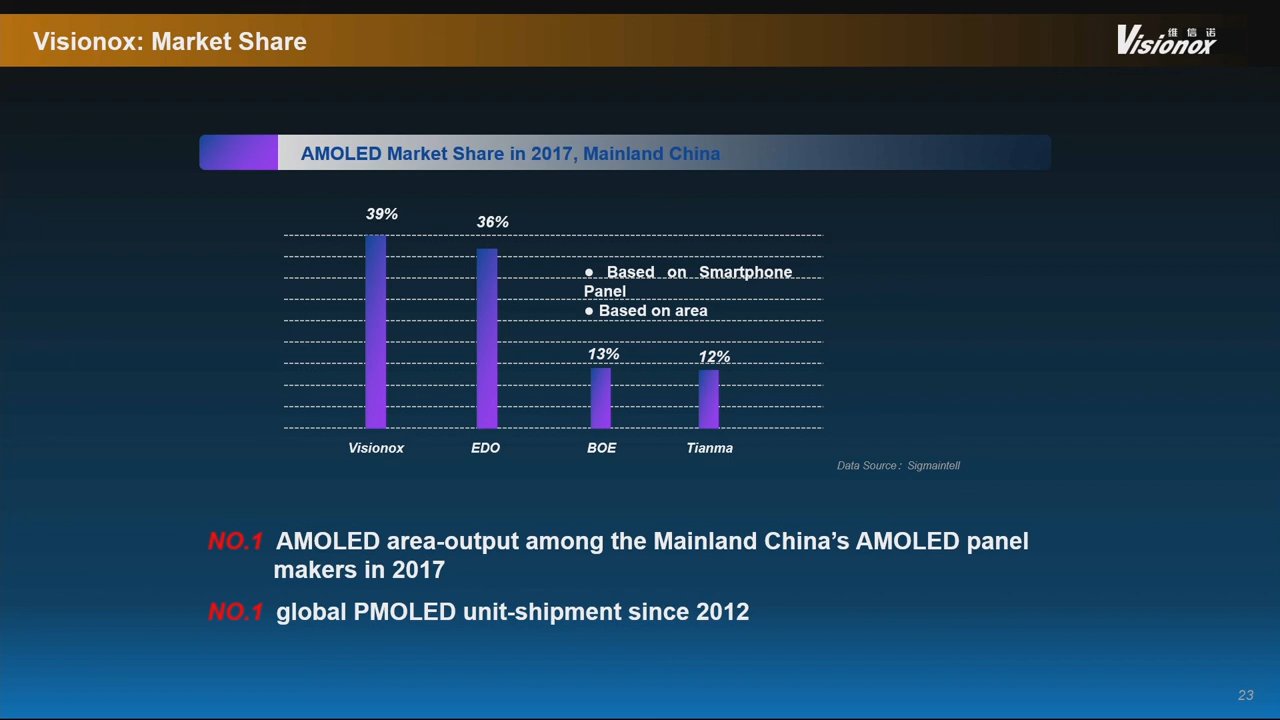 Visionox: Market Share
维信诺
Visionox
AMOLED Market Share in 2017, Mainland China
39%
36%
● Based on Smartphone
Panel
● Based on area
13%
12%
Visionox
EDO
BOE
Tianma
Data Source: Sigmaintell
NO.1 AMOLED area-output among the Mainland China’s AMOLED panel
makers in 2017
NO.1 global PMOLED unit-shipment since 2012
23